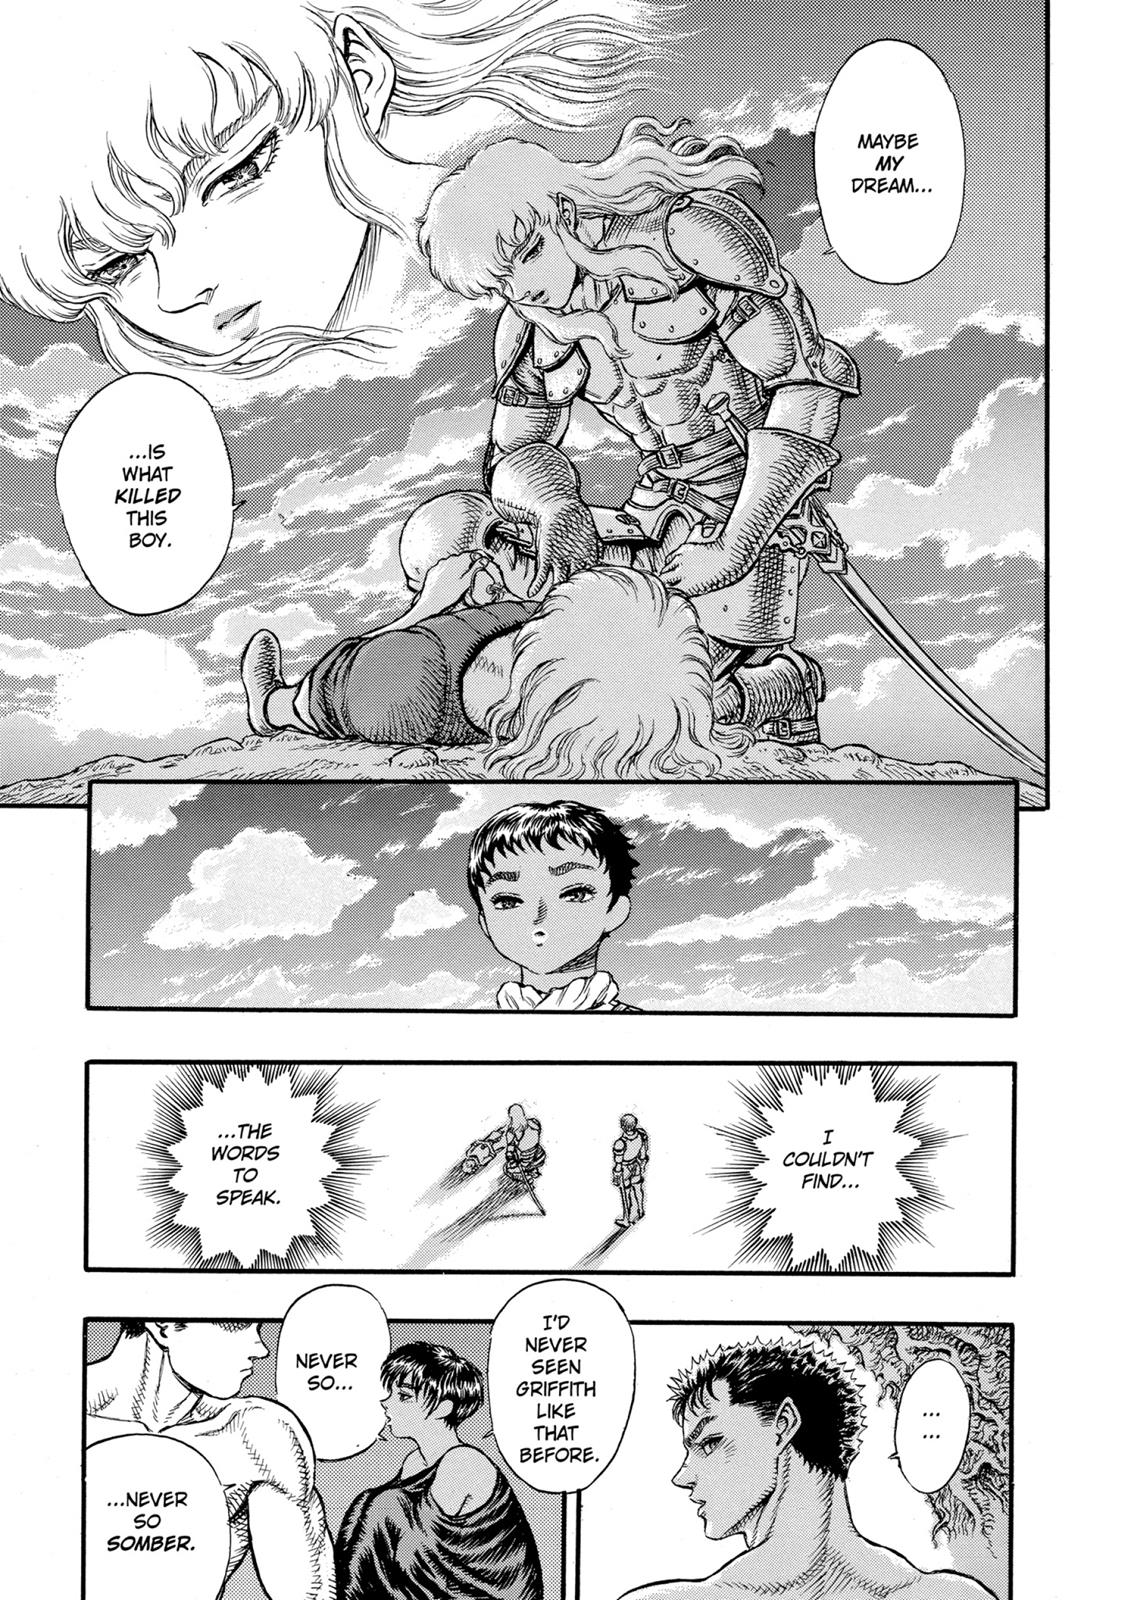 MAYBE
MY
DREAM...
...IS
WHAT
KILLED
THIS
BOY.
I
COULDN'T
FIND...
...THE
WORDS
TO
SPEAK.
...
...
I'D
NEVER
SEEN
GRIFFITH
LIKE
THAT
BEFORE.
NEVER
SO...
...NEVER
SO
SOMBER.